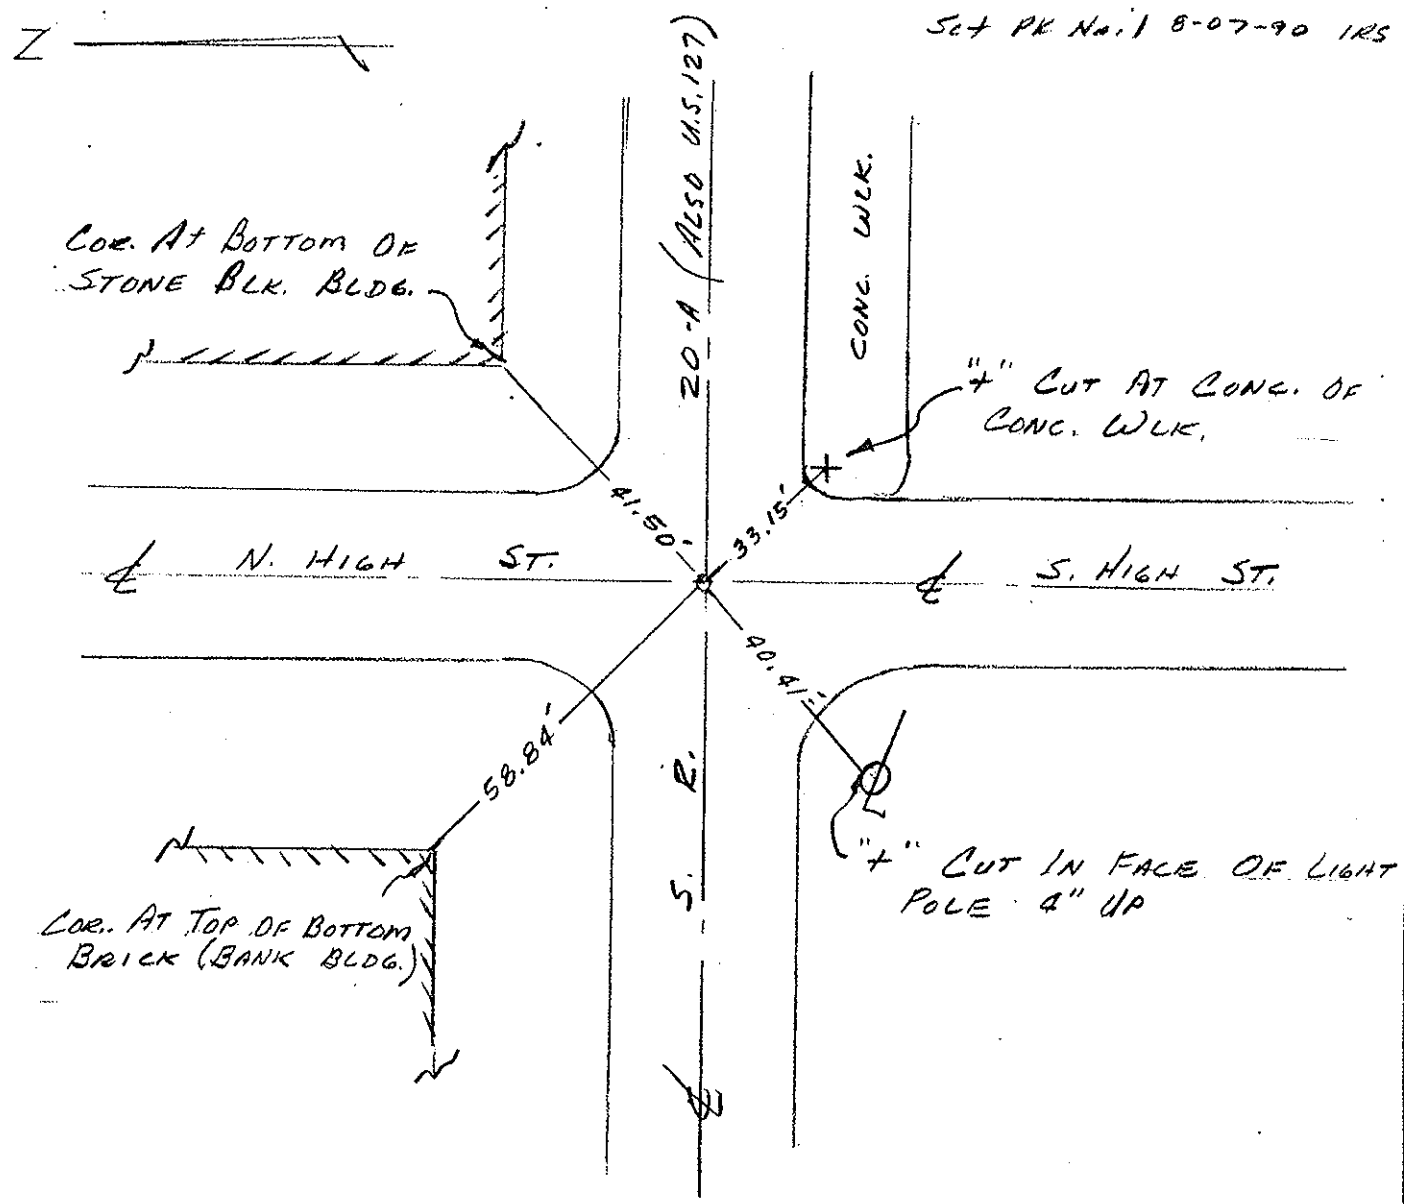 Z
Set PK Nail 8-07-90 IRS
S. R. 20-A (ALSO U.S. 127)
CONC. WLK.
COR. At BOTTOM OF
STONE BLK. BLDG.
"+" CUT AT CONC. OF
CONC. WLK.
41.50'
33.15'
℄ N. HIGH ST.
℄ S. HIGH ST.
40.41'
58.84'
"+" CUT IN FACE OF LIGHT
POLE 4" UP
COR. AT TOP OF BOTTOM
BRICK (BANK BLDG.)
℄